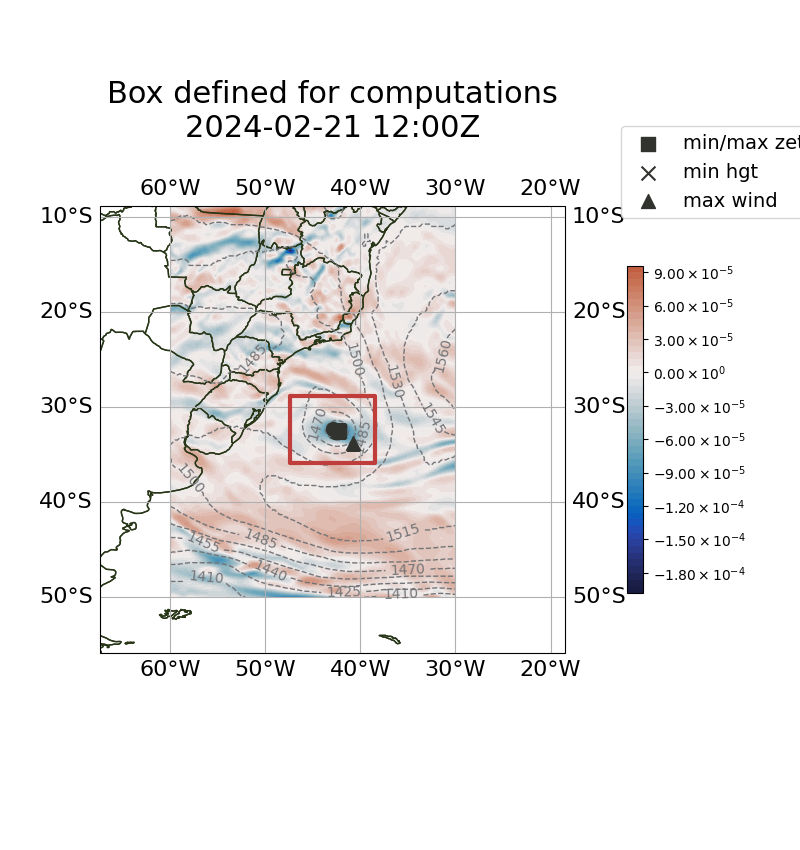 Box defined for computations
2024-02-21 12:00Z
min/max zet
min hgt
max wind
60°W 50°W 40°W 30°W 20°W
10°S 10°S
20°S 20°S
30°S 30°S
40°S 40°S
50°S 50°S
60°W 50°W 40°W 30°W 20°W
1485
1500
1530
1560
1545
1470
1500
1455
1485
1515
1440
1470
1410
1425
1410
9.00 × 10⁻⁵
6.00 × 10⁻⁵
3.00 × 10⁻⁵
0.00 × 10⁰
−3.00 × 10⁻⁵
−6.00 × 10⁻⁵
−9.00 × 10⁻⁵
−1.20 × 10⁻⁴
−1.50 × 10⁻⁴
−1.80 × 10⁻⁴